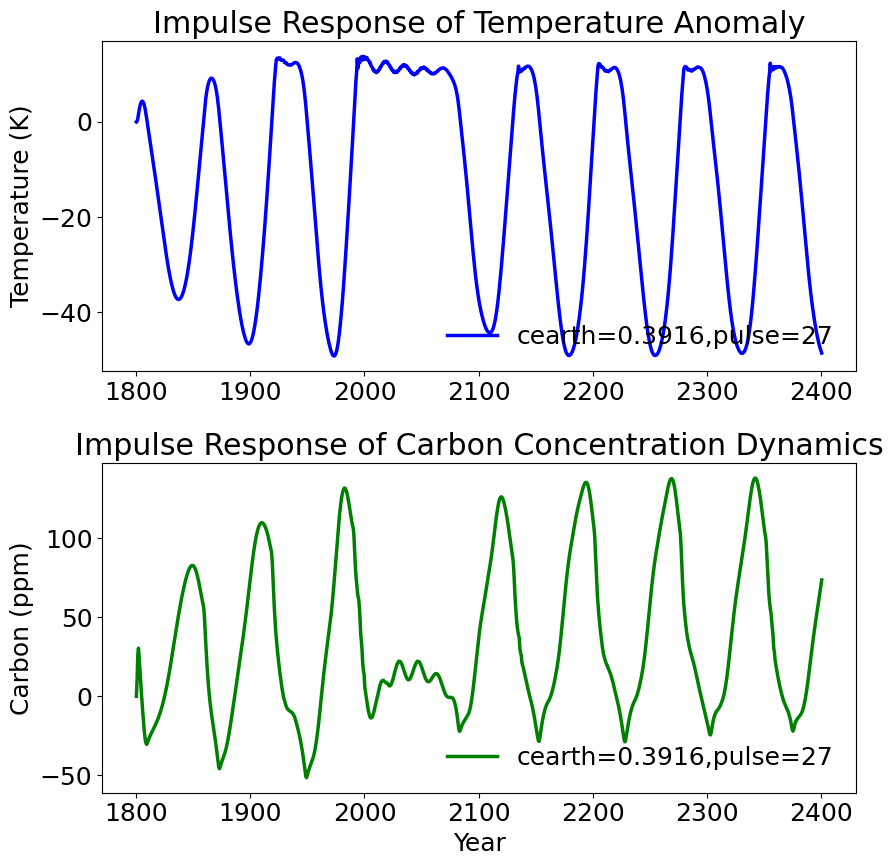 Impulse Response of Temperature Anomaly
Temperature (K)
0
−20
−40
cearth=0.3916,pulse=27
1800 1900 2000 2100 2200 2300 2400
Impulse Response of Carbon Concentration Dynamics
Carbon (ppm)
100
50
0
−50
cearth=0.3916,pulse=27
1800 1900 2000 2100 2200 2300 2400
Year